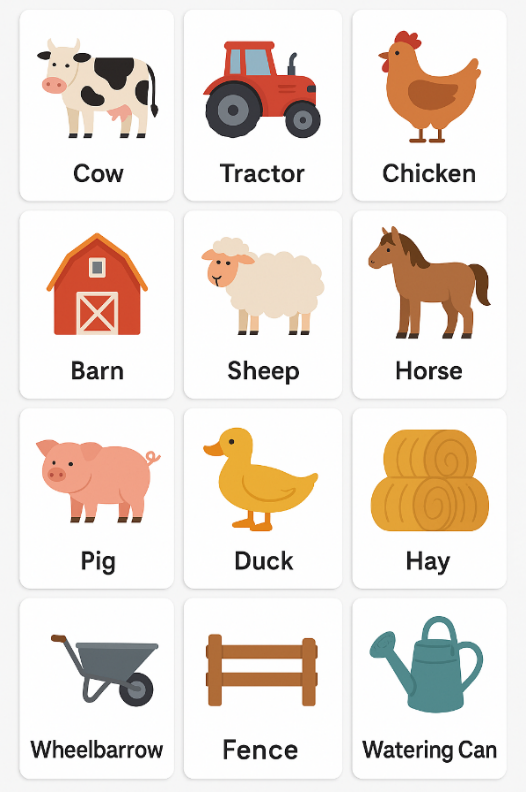 Cow
Tractor
Chicken
Barn
Sheep
Horse
Pig
Duck
Hay
Wheelbarrow
Fence
Watering Can